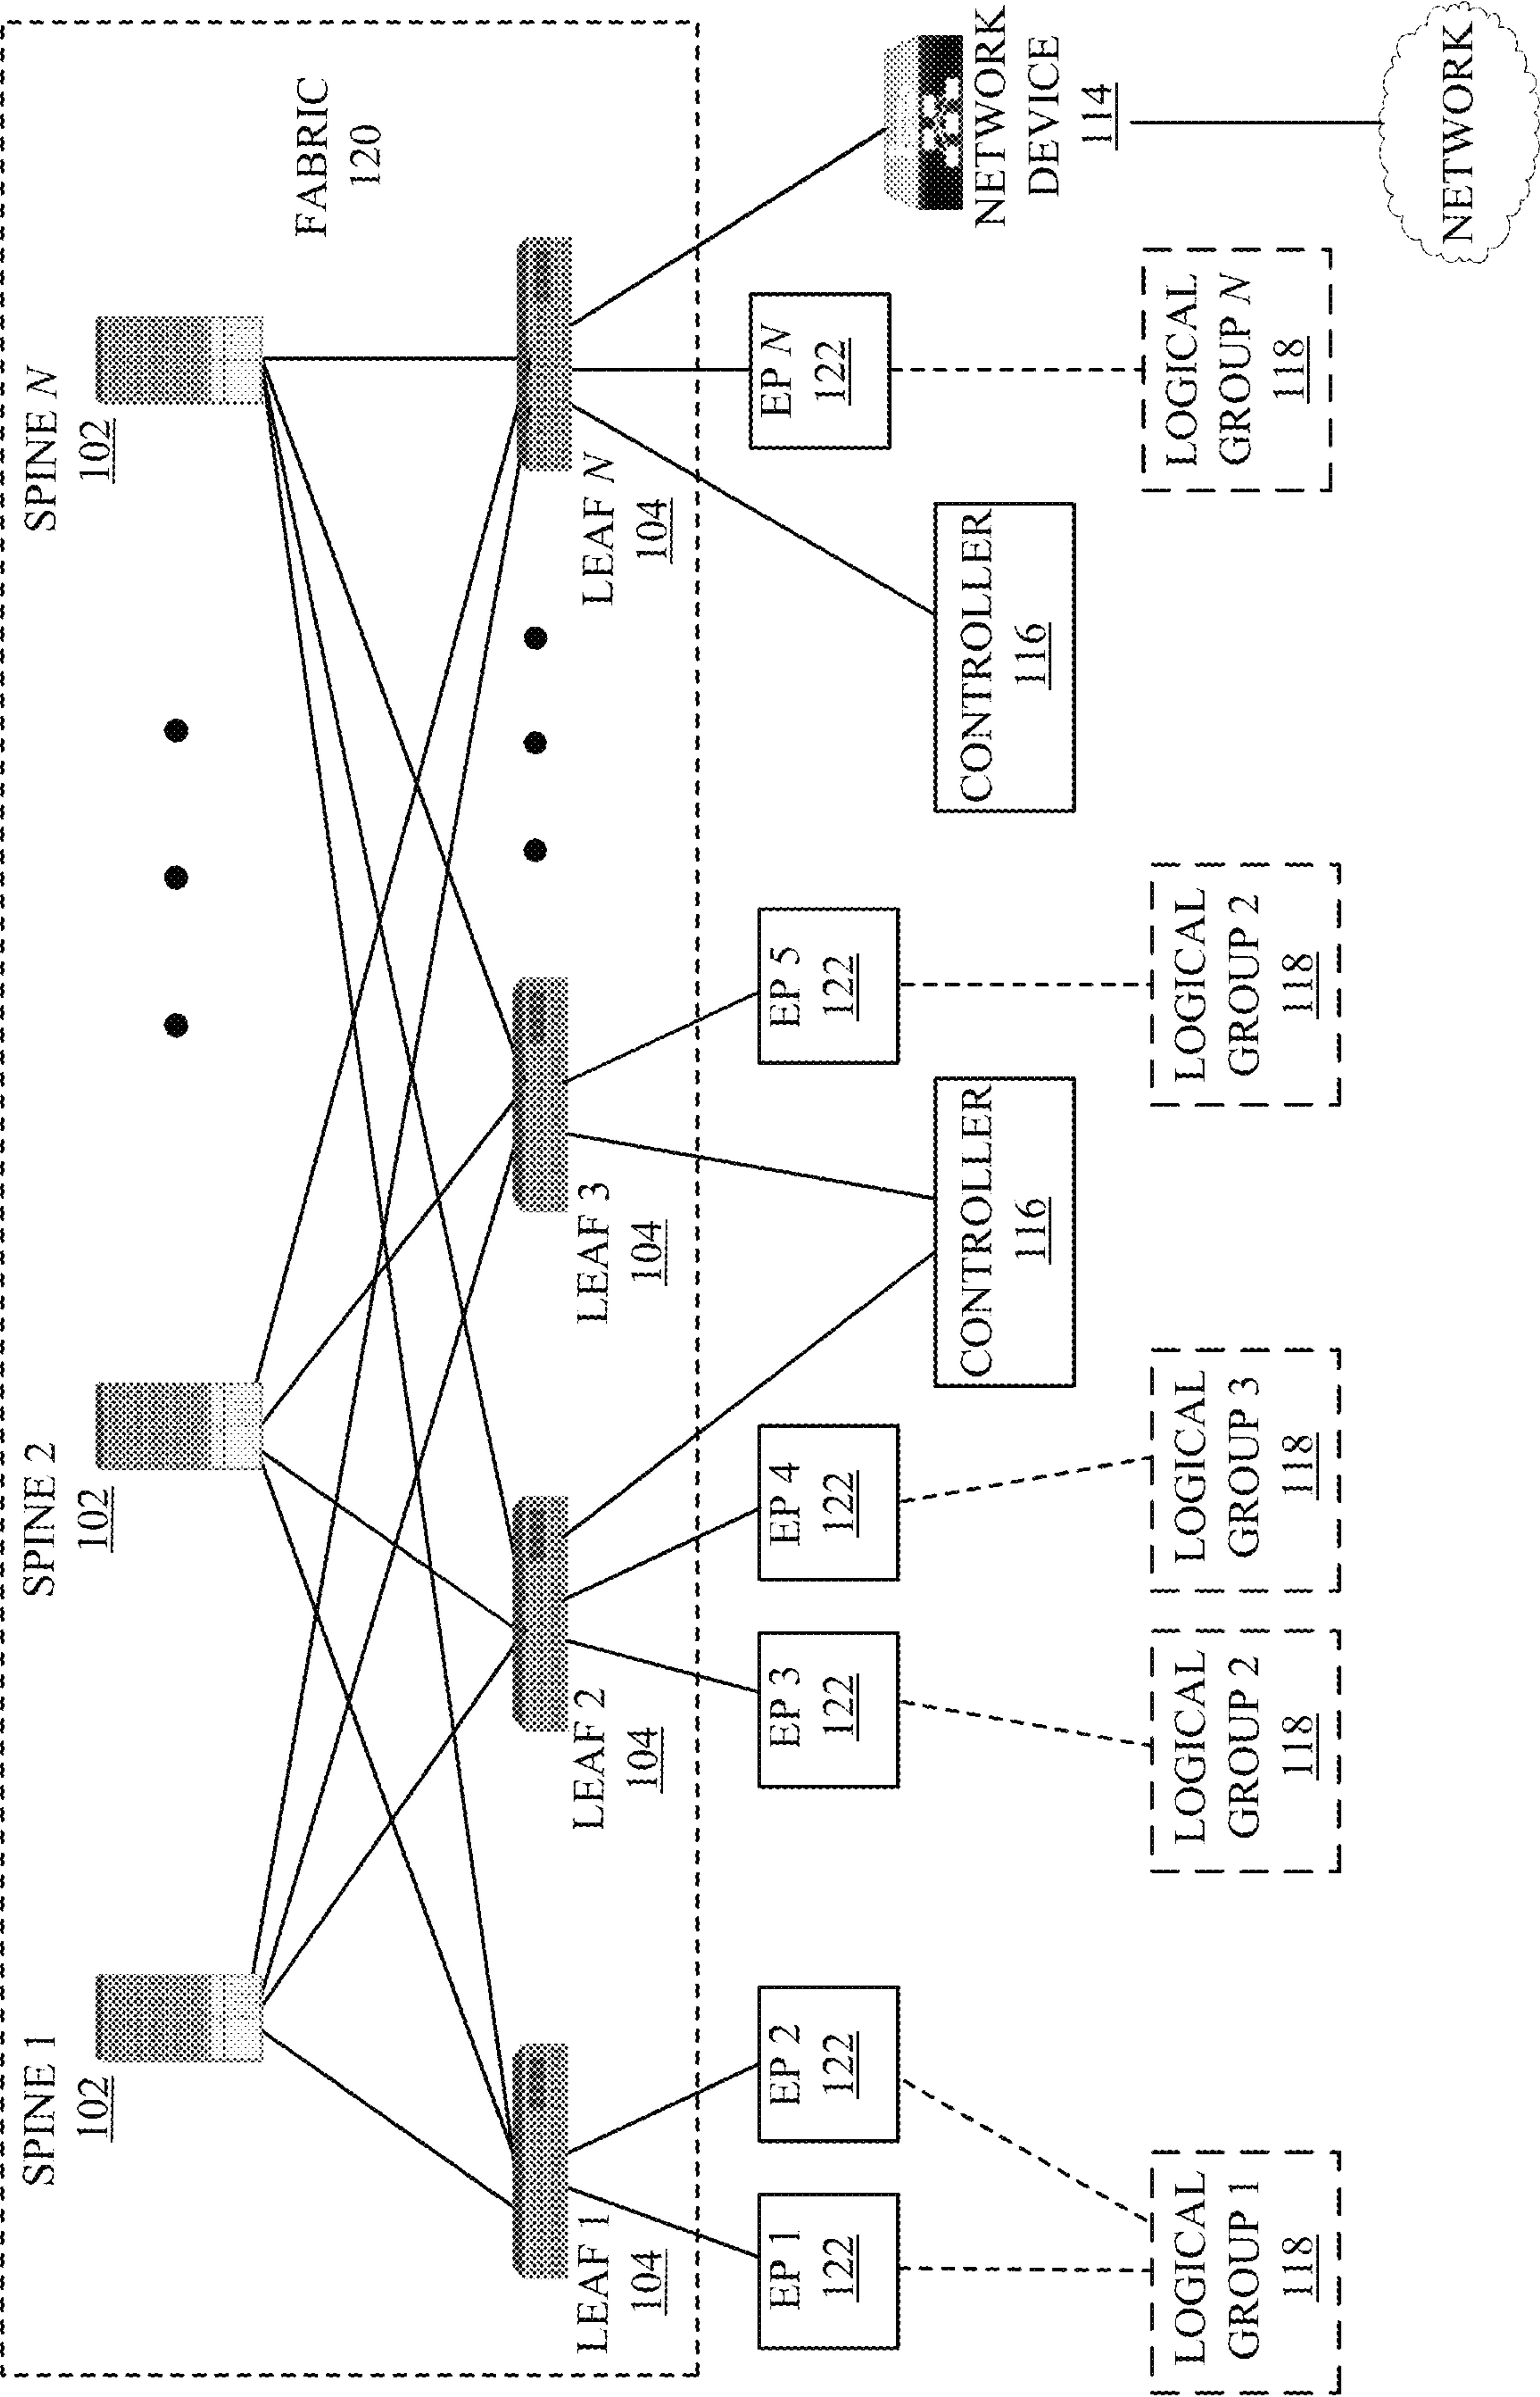 SPINE 1
102
SPINE 2
102
SPINE N
102
FABRIC
120
LEAF 1
104
LEAF 2
104
LEAF 3
104
LEAF N
104
EP 1
122
EP 2
122
EP 3
122
EP 4
122
EP 5
122
EP N
122
CONTROLLER
116
CONTROLLER
116
NETWORK
DEVICE
114
LOGICAL
GROUP 1
118
LOGICAL
GROUP 2
118
LOGICAL
GROUP 3
118
LOGICAL
GROUP 2
118
LOGICAL
GROUP N
118
NETWORK